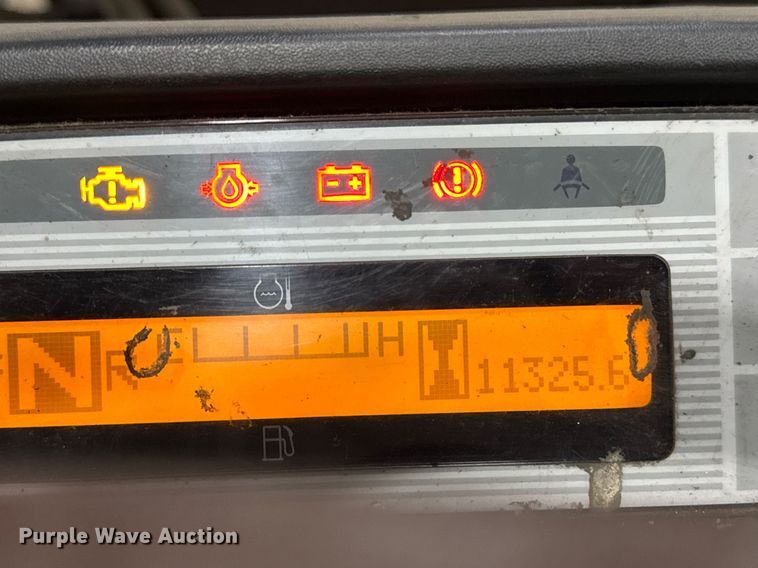 N R C H 11325.6
Purple Wave Auction